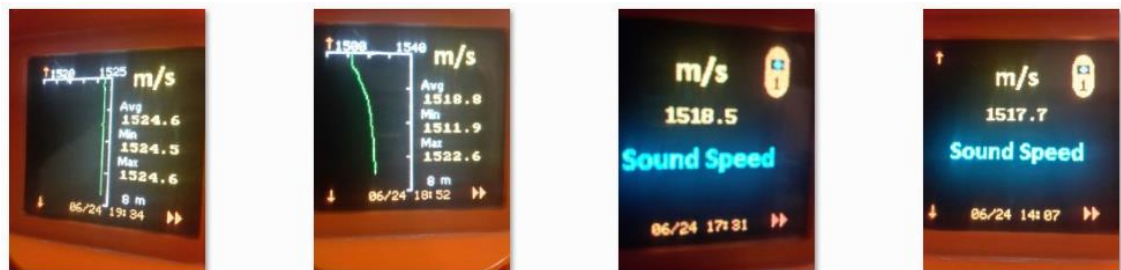 ↑1520 1525
m/s
Avg
1524.6
Min
1524.5
Max
1524.6
8 m
↓ 06/24 19:34
↑1500 1540
m/s
Avg
1518.8
Min
1511.9
Max
1522.6
8 m
↓ 06/24 18:52
m/s
1
1518.5
Sound Speed
06/24 17:31
↑
m/s
1
1517.7
Sound Speed
↓ 06/24 14:07